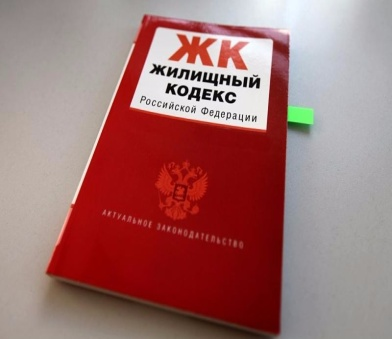 ЖК
ЖИЛИЩНЫЙ
КОДЕКС
Российской Федерации
АКТУАЛЬНОЕ ЗАКОНОДАТЕЛЬСТВО